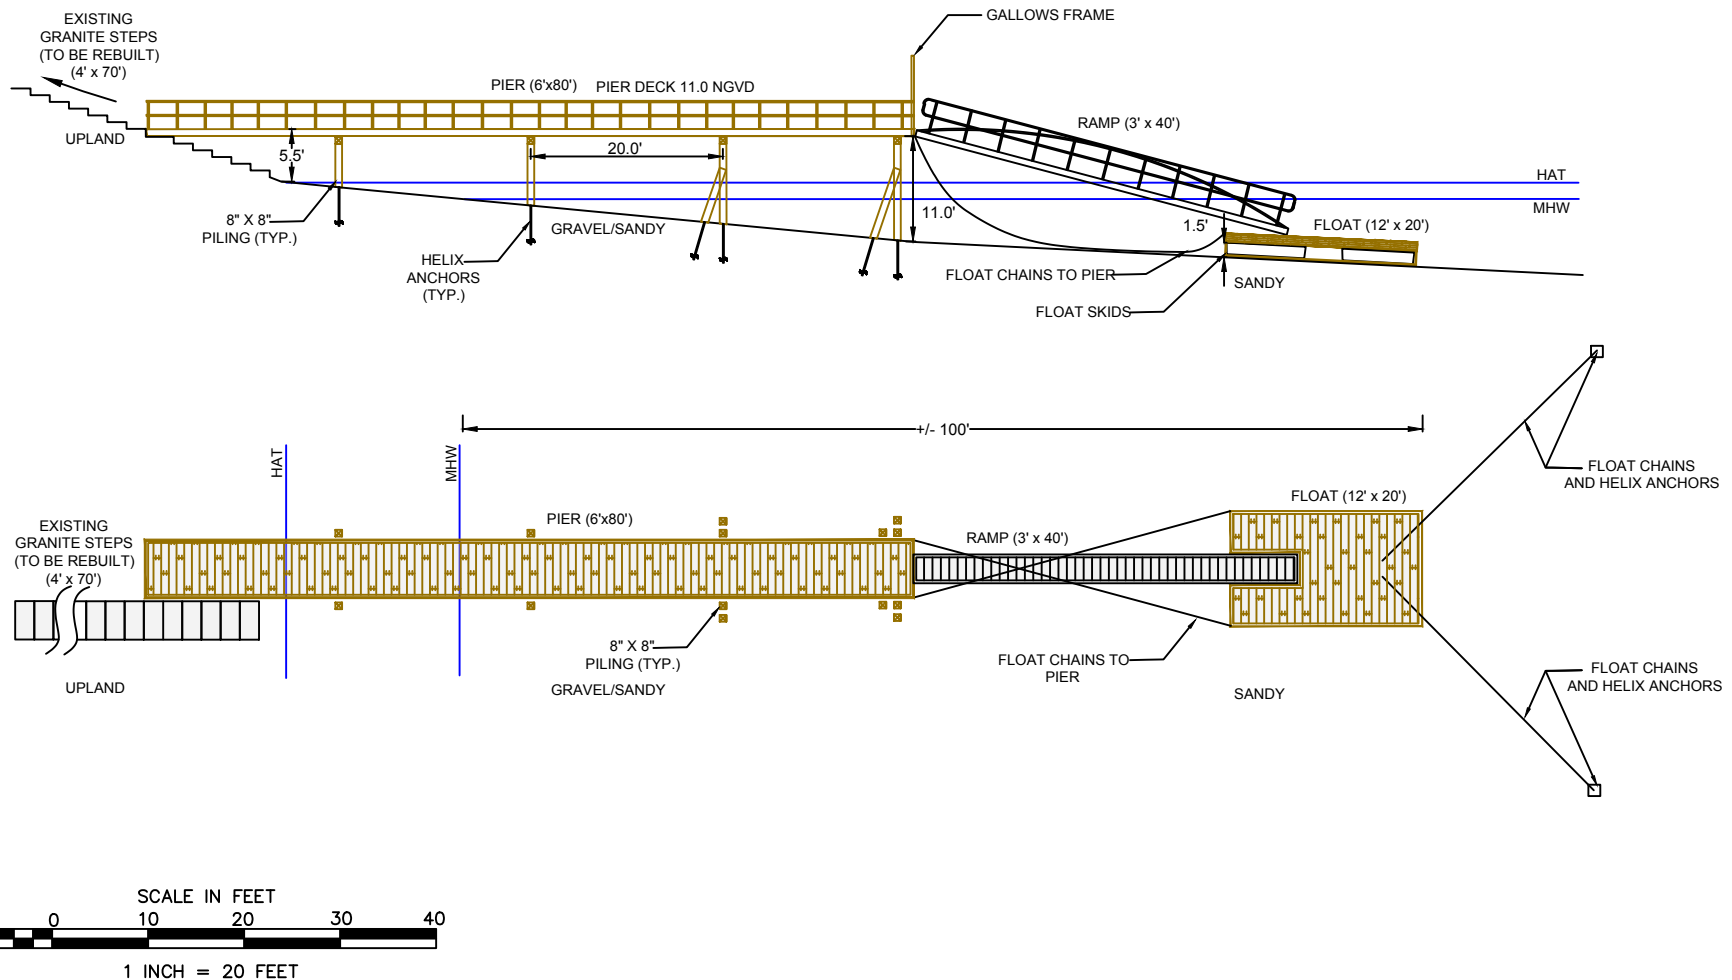 EXISTING
GRANITE STEPS
(TO BE REBUILT)
(4' x 70')
GALLOWS FRAME
PIER (6'x80')
PIER DECK 11.0 NGVD
UPLAND
5.5'
20.0'
RAMP (3' x 40')
HAT
MHW
8" X 8"
PILING (TYP.)
GRAVEL/SANDY
11.0'
1.5'
FLOAT (12' x 20')
HELIX
ANCHORS
(TYP.)
FLOAT CHAINS TO PIER
SANDY
FLOAT SKIDS
+/- 100'
HAT
MHW
FLOAT CHAINS
AND HELIX ANCHORS
FLOAT (12' x 20')
PIER (6'x80')
EXISTING
GRANITE STEPS
(TO BE REBUILT)
(4' x 70')
RAMP (3' x 40')
8" X 8"
PILING (TYP.)
FLOAT CHAINS TO
PIER
FLOAT CHAINS
AND HELIX ANCHORS
UPLAND
GRAVEL/SANDY
SANDY
SCALE IN FEET
0 10 20 30 40
1 INCH = 20 FEET